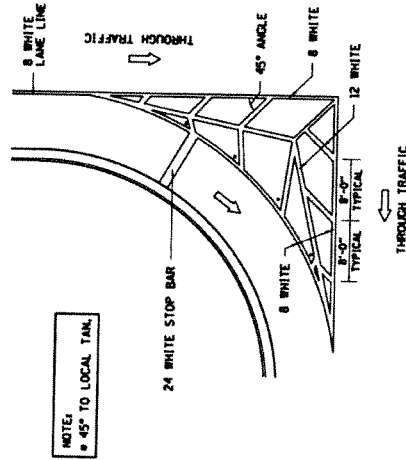 8 WHITE
LANE LINE
THROUGH TRAFFIC
45° ANGLE
8 WHITE
12 WHITE
8'-0"
TYPICAL
8'-0"
TYPICAL
THROUGH TRAFFIC
8 WHITE
24 WHITE STOP BAR
NOTE:
* 45° TO LOCAL TAN.